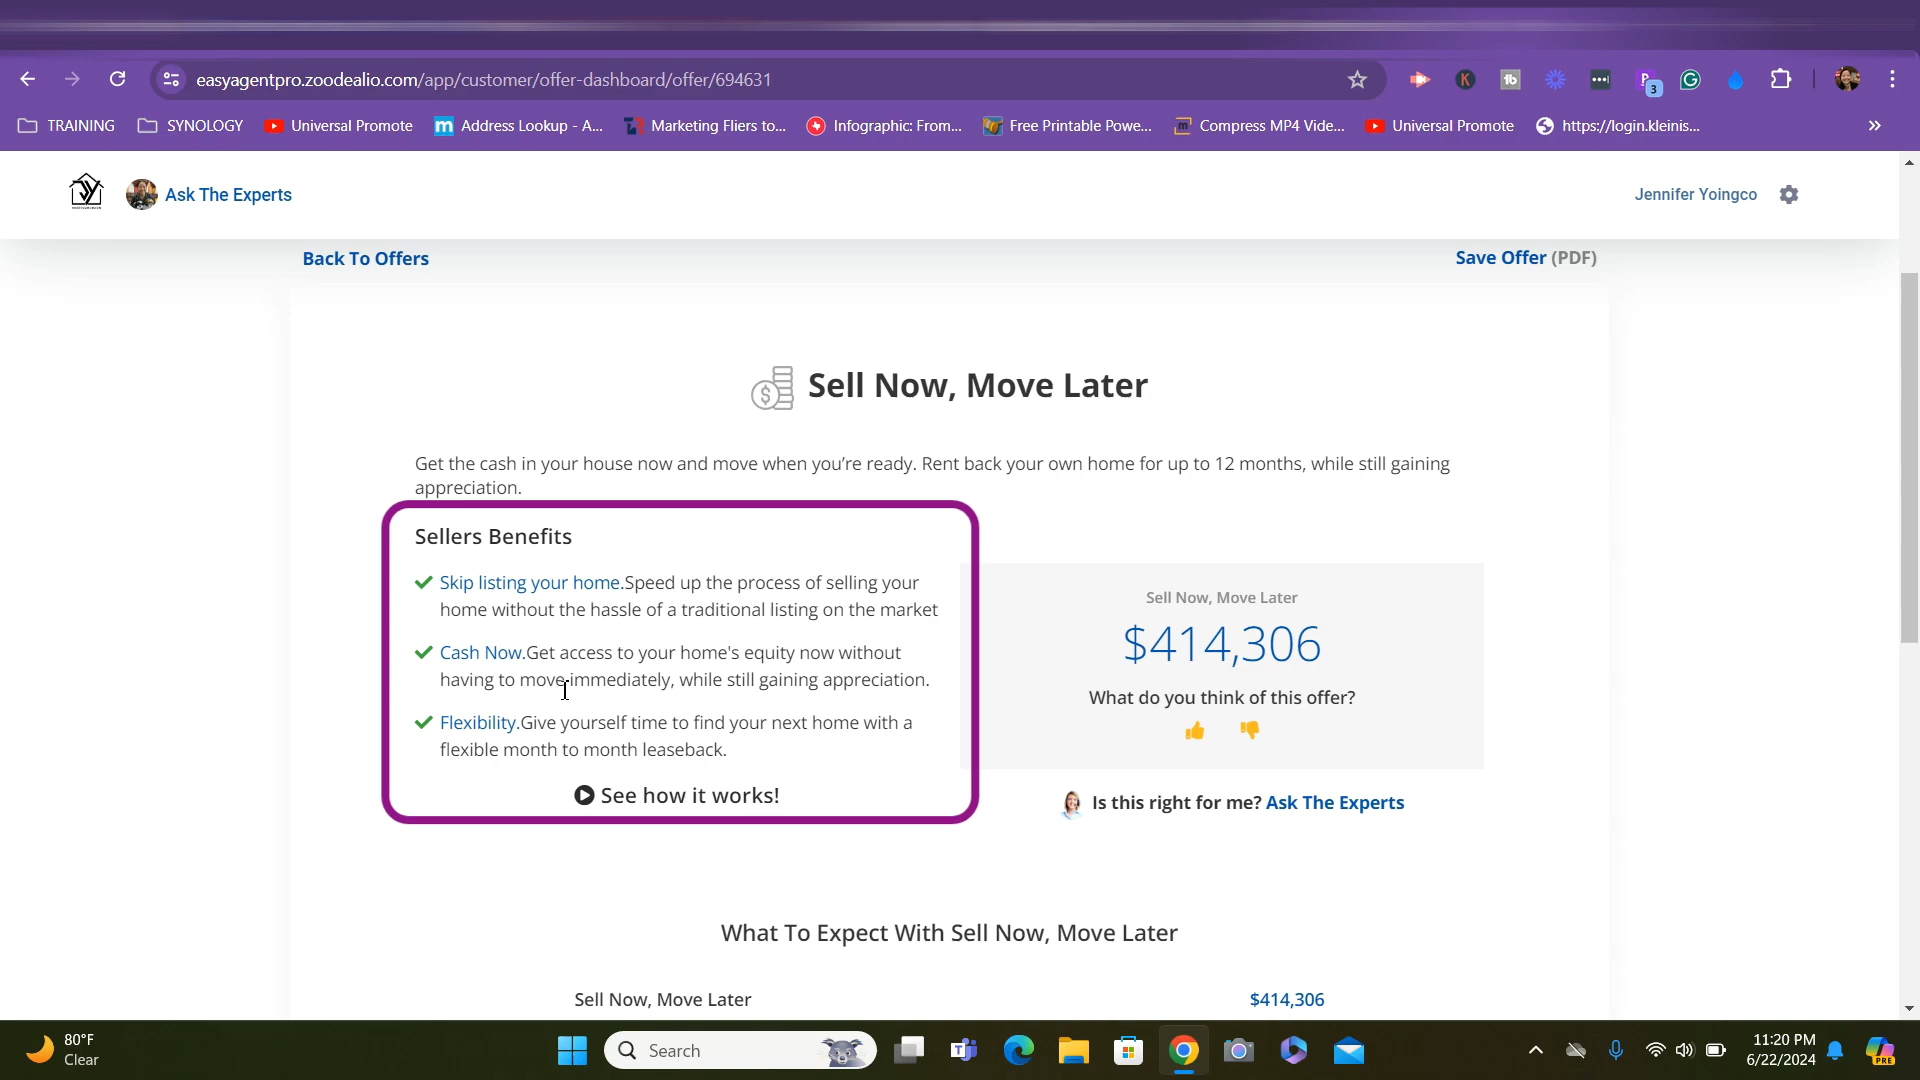 easyagentpro.zoodealio.com/app/customer/offer-dashboard/offer/694631
3
TRAINING SYNOLOGY Universal Promote Address Lookup - A... Marketing Fliers to... Infographic: From... Free Printable Powe... Compress MP4 Vide... Universal Promote https://login.kleinis...
Ask The Experts
Jennifer Yoingco
Back To Offers
Save Offer (PDF)
Sell Now, Move Later
Get the cash in your house now and move when you’re ready. Rent back your own home for up to 12 months, while still gaining
appreciation.
Sellers Benefits
Skip listing your home.Speed up the process of selling your
home without the hassle of a traditional listing on the market
Cash Now.Get access to your home's equity now without
having to move immediately, while still gaining appreciation.
Flexibility.Give yourself time to find your next home with a
flexible month to month leaseback.
See how it works!
Sell Now, Move Later
$414,306
What do you think of this offer?
Is this right for me? Ask The Experts
What To Expect With Sell Now, Move Later
Sell Now, Move Later $414,306
80°F
Clear
Search
11:20 PM
6/22/2024
PRE